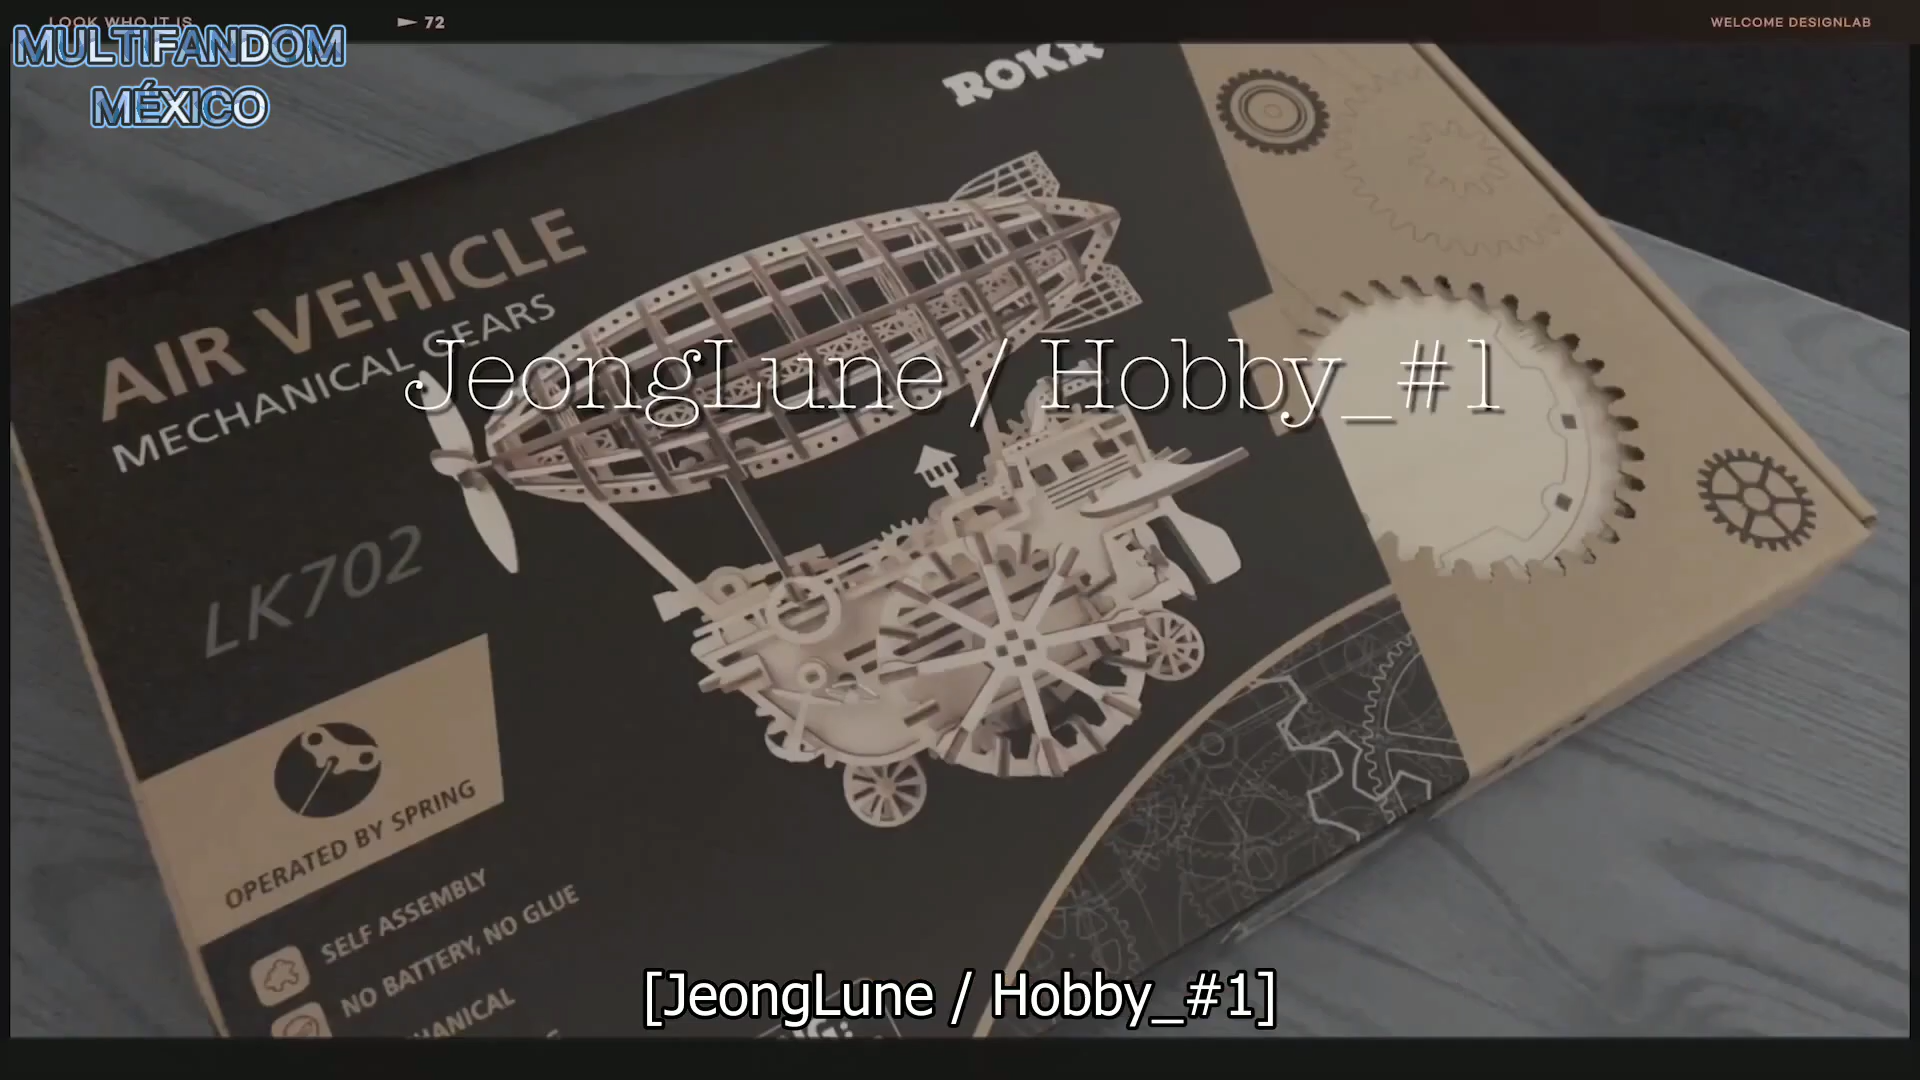 LOOK WHO IT IS
72
WELCOME DESIGNLAB
MULTIFANDOM
MÉXICO
ROKR
AIR VEHICLE
MECHANICAL GEARS
JeongLune / Hobby_#1
LK702
OPERATED BY SPRING
SELF ASSEMBLY
NO BATTERY, NO GLUE
[JeongLune / Hobby_#1]